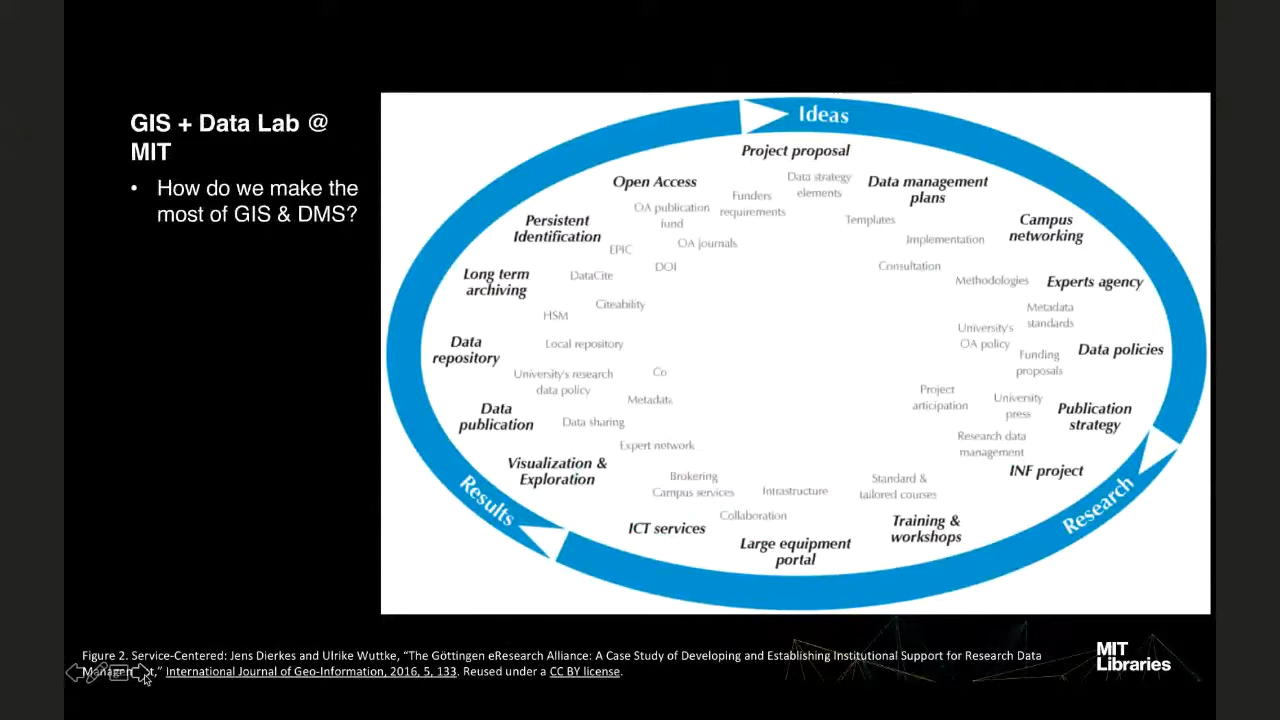 GIS + Data Lab @
MIT
• How do we make the
most of GIS & DMS?
Ideas
Project proposal
Open Access
Data strategy
elements
Data management
plans
Funders
requirements
OA publication
fund
Templates
Campus
networking
Persistent
Identification
EPIC
OA journals
Implementation
DOI
Consultation
Long term
archiving
DataCite
Methodologies
Experts agency
Citeability
HSM
Metadata
standards
University's
OA policy
Data
repository
Local repository
Funding
proposals
Data policies
University's research
data policy
Co
Project
articipation
Metadata
University
press
Data
publication
Data sharing
Publication
strategy
Expert network
Research data
management
Visualization &
Exploration
INF project
Brokering
Campus services
Infrastructure
Standard &
tailored courses
Results
Research
Collaboration
ICT services
Training &
workshops
Large equipment
portal
Figure 2. Service-Centered: Jens Dierkes and Ulrike Wuttke, “The Göttingen eResearch Alliance: A Case Study of Developing and Establishing Institutional Support for Research Data
International Journal of Geo-Information, 2016, 5, 133. Reused under a CC BY license.
MIT
Libraries